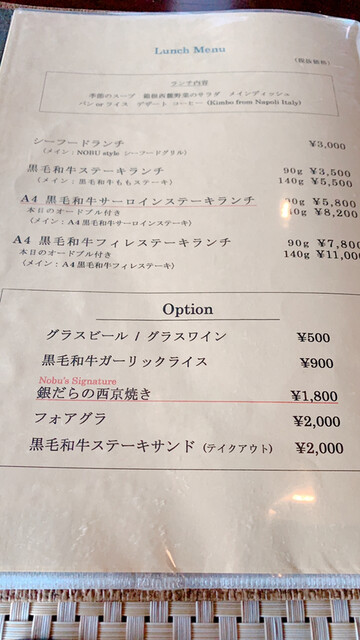 Lunch Menu
(税抜価格)
ランチ内容
季節のスープ 箱根西麓野菜のサラダ メインディッシュ
パン or ライス デザート コーヒー (Kimbo from Napoli Italy)
シーフードランチ ¥3,000
(メイン：NOBU style シーフードグリル)
黒毛和牛ステーキランチ 90g ¥3,500
(メイン：黒毛和牛ももステーキ) 140g ¥5,500
A4 黒毛和牛サーロインステーキランチ 90g ¥5,800
本日のオードブル付き ¥8,200
(メイン：A4黒毛和牛サーロインステーキ)
A4 黒毛和牛フィレステーキランチ 90g ¥7,800
本日のオードブル付き 140g ¥11,000
(メイン：A4黒毛和牛フィレステーキ)
Option
グラスビール / グラスワイン ¥500
黒毛和牛ガーリックライス ¥900
Nobu's Signature
銀だらの西京焼き ¥1,800
フォアグラ ¥2,000
黒毛和牛ステーキサンド (テイクアウト) ¥2,000